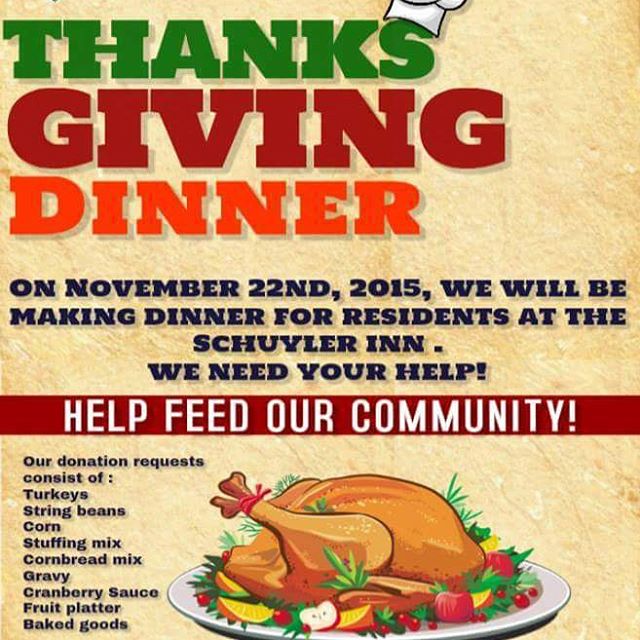 THANKS
GIVING
DINNER
ON NOVEMBER 22ND, 2015, WE WILL BE
MAKING DINNER FOR RESIDENTS AT THE
SCHUYLER INN .
WE NEED YOUR HELP!
HELP FEED OUR COMMUNITY!
Our donation requests
consist of :
Turkeys
String beans
Corn
Stuffing mix
Cornbread mix
Gravy
Cranberry Sauce
Fruit platter
Baked goods